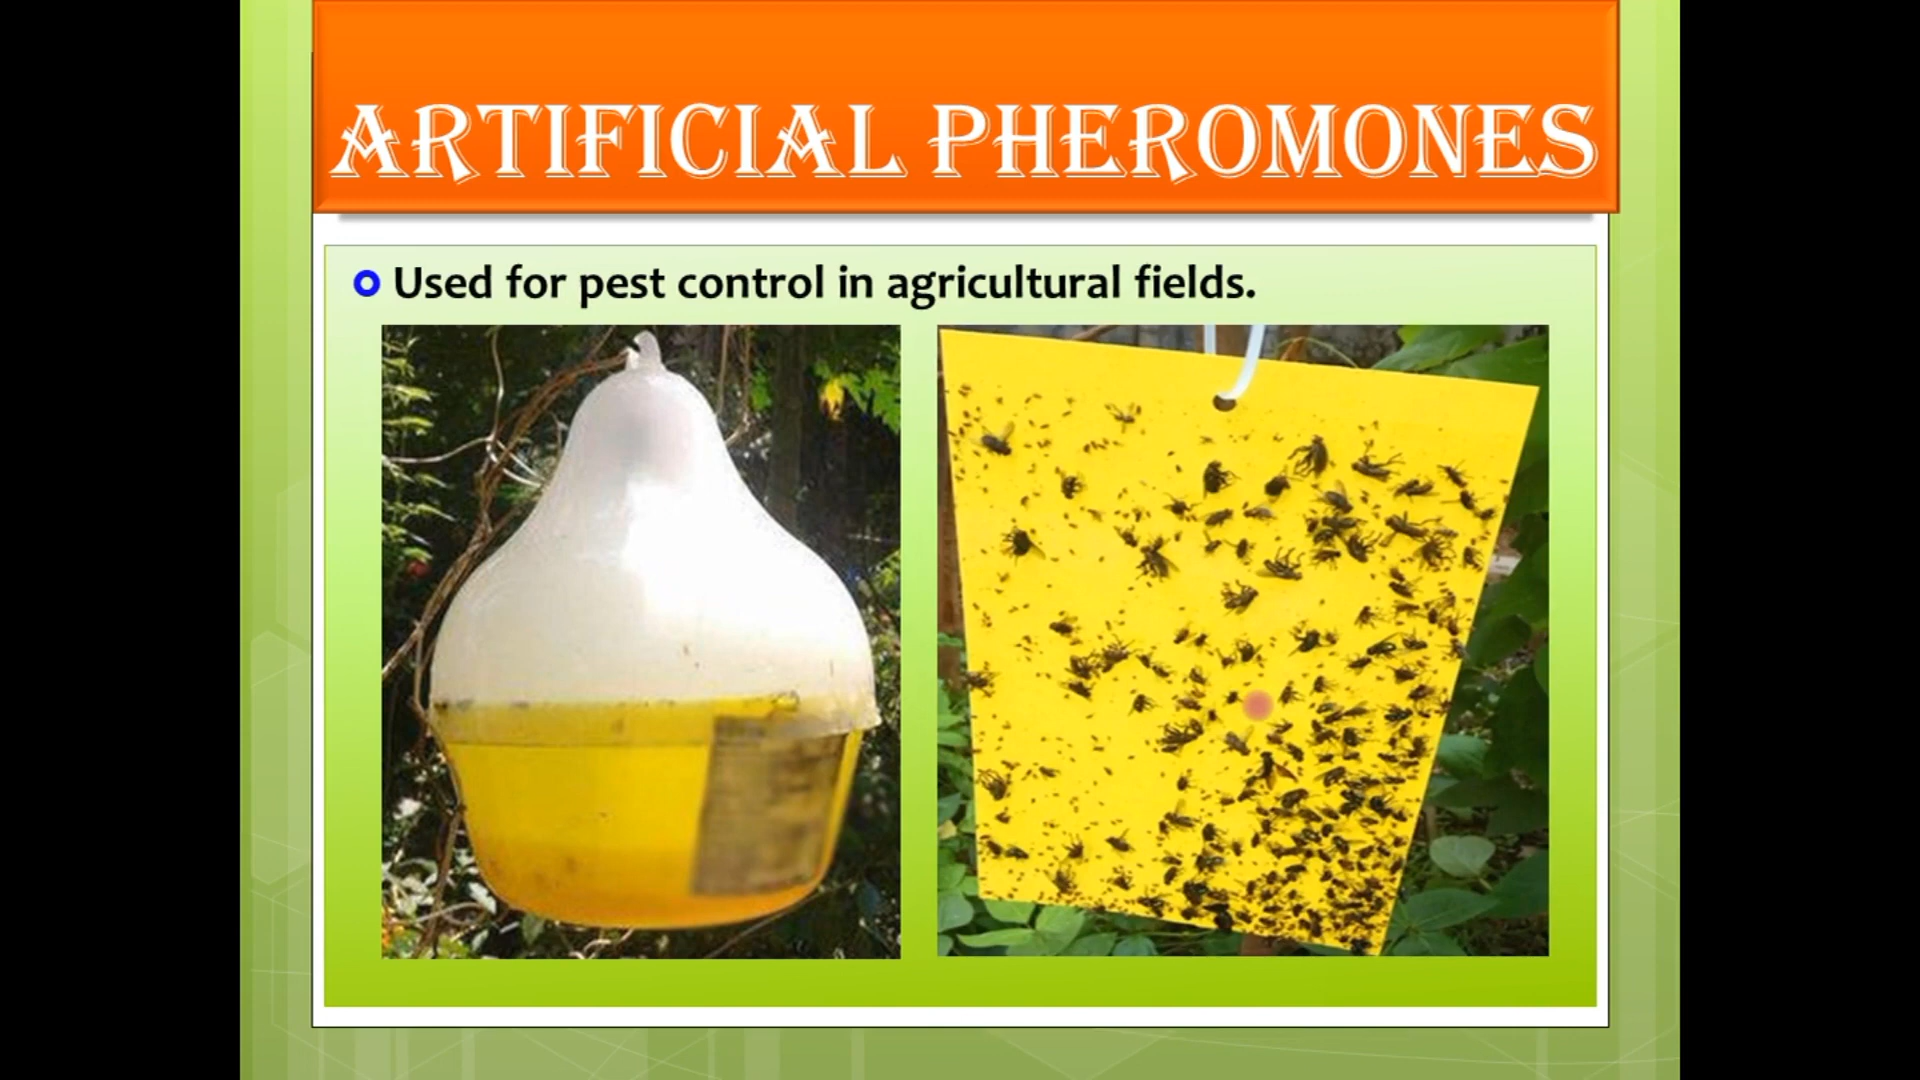 ARTIFICIAL PHEROMONES
Used for pest control in agricultural fields.